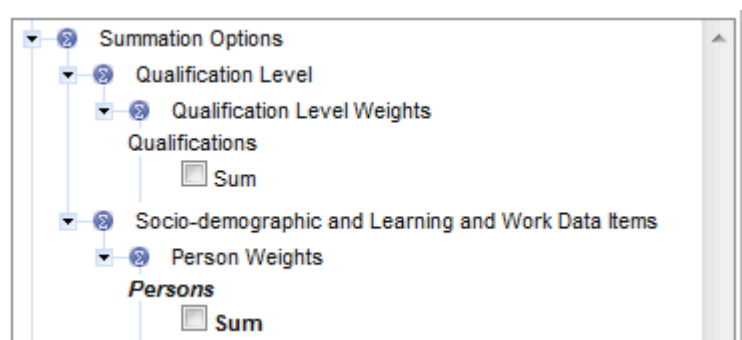 Summation Options
Qualification Level
Qualification Level Weights
Qualifications
Sum
Socio-demographic and Learning and Work Data Items
Person Weights
Persons
Sum